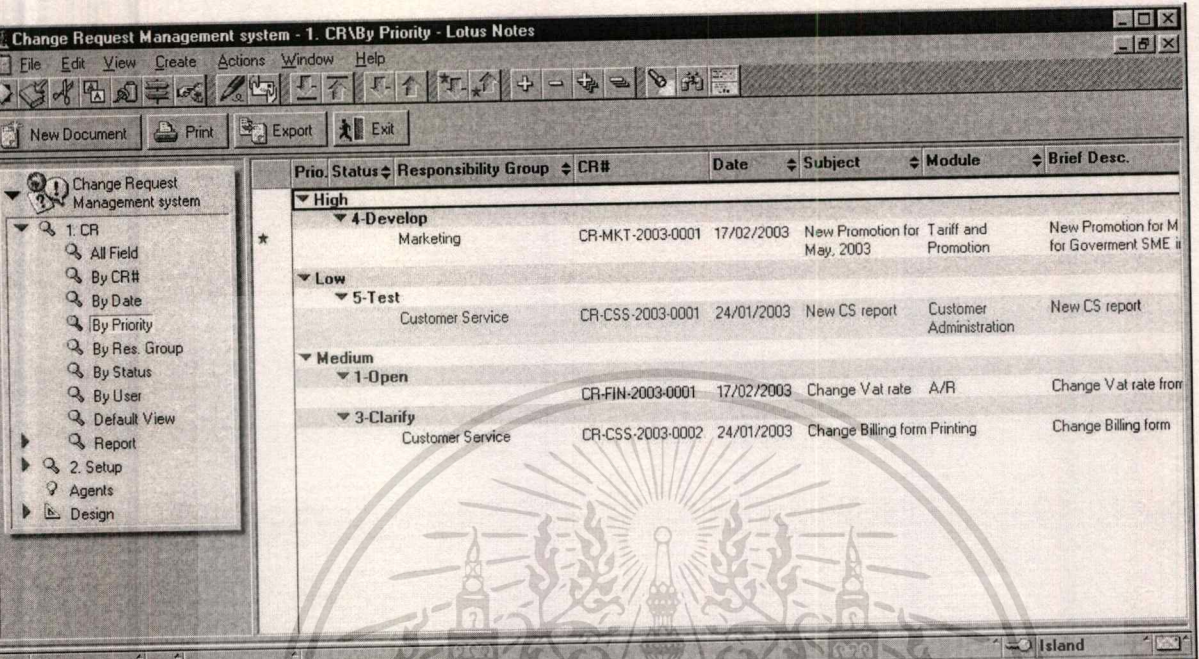 Change Request Management system - 1. CR\By Priority - Lotus Notes
File Edit View Create Actions Window Help
New Document Print Export Exit
Prio. Status Responsibility Group CR# Date Subject Module Brief Desc.
Change Request
Management system
1. CR
All Field
By CR#
By Date
By Priority
By Res. Group
By Status
By User
Default View
Report
2. Setup
Agents
Design
High
4-Develop
Marketing CR-MKT-2003-0001 17/02/2003 New Promotion for Tariff and New Promotion for M
May, 2003 Promotion for Goverment SME i
Low
5-Test
Customer Service CR-CSS-2003-0001 24/01/2003 New CS report Customer New CS report
Administration
Medium
1-Open
CR-FIN-2003-0001 17/02/2003 Change Vat rate A/R Change Vat rate from
3-Clarify
Customer Service CR-CSS-2003-0002 24/01/2003 Change Billing form Printing Change Billing form
Island